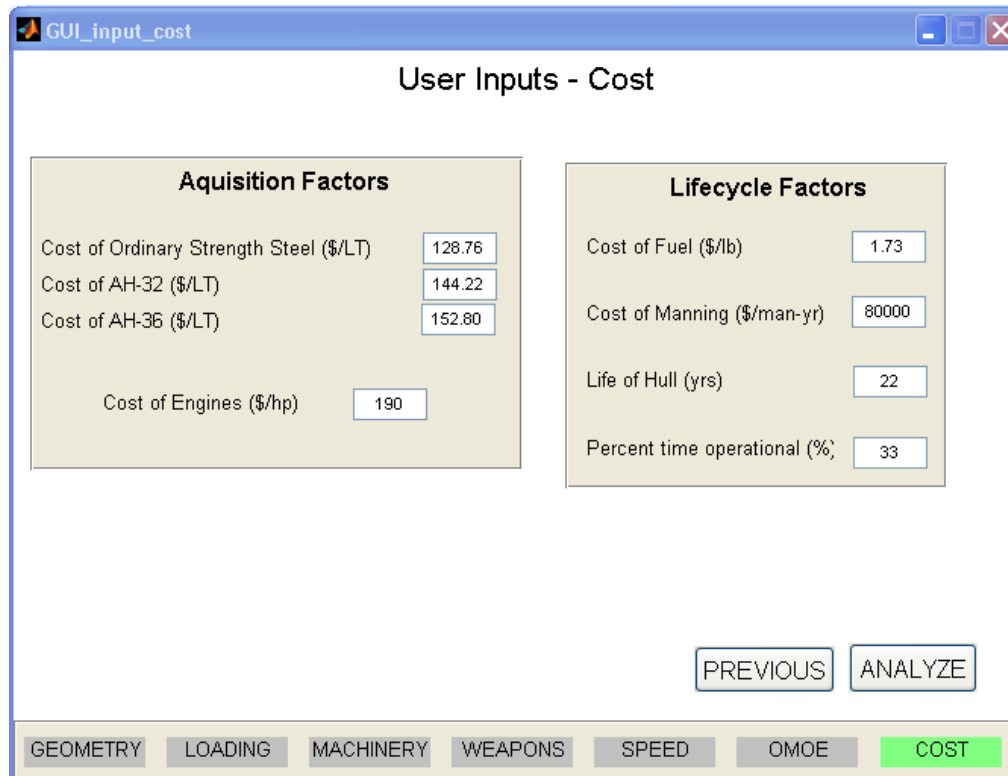 GUI_input_cost
User Inputs - Cost
Aquisition Factors
Cost of Ordinary Strength Steel ($/LT) 128.76
Cost of AH-32 ($/LT) 144.22
Cost of AH-36 ($/LT) 152.80
Cost of Engines ($/hp) 190
Lifecycle Factors
Cost of Fuel ($/lb) 1.73
Cost of Manning ($/man-yr) 80000
Life of Hull (yrs) 22
Percent time operational (%) 33
PREVIOUS ANALYZE
GEOMETRY LOADING MACHINERY WEAPONS SPEED OMOE COST